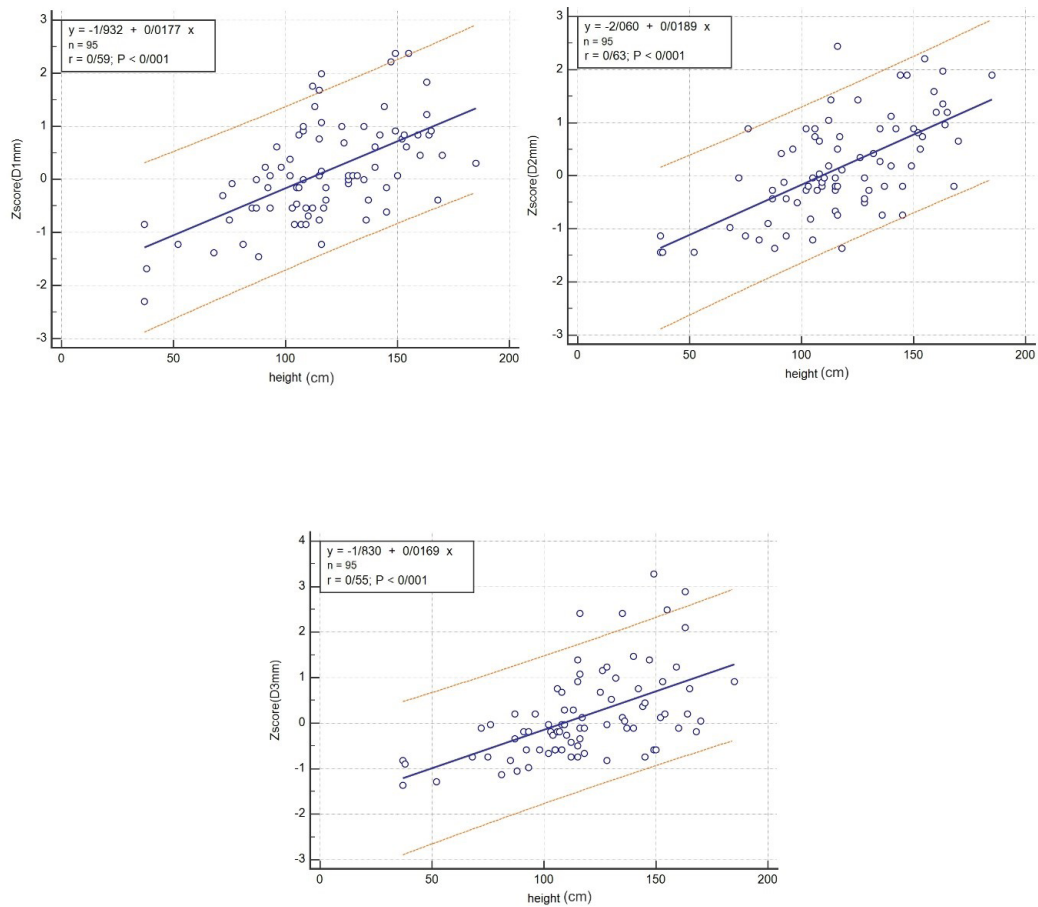 y = -1/932 + 0/0177 x
n = 95
r = 0/59; P < 0/001
Zscore(D1mm)
3
2
1
0
-1
-2
-3
0 50 100 150 200
height (cm)
y = -2/060 + 0/0189 x
n = 95
r = 0/63; P < 0/001
Zscore(D2mm)
3
2
1
0
-1
-2
-3
0 50 100 150 200
height (cm)
y = -1/830 + 0/0169 x
n = 95
r = 0/55; P < 0/001
Zscore(D3mm)
4
3
2
1
0
-1
-2
-3
0 50 100 150 200
height (cm)